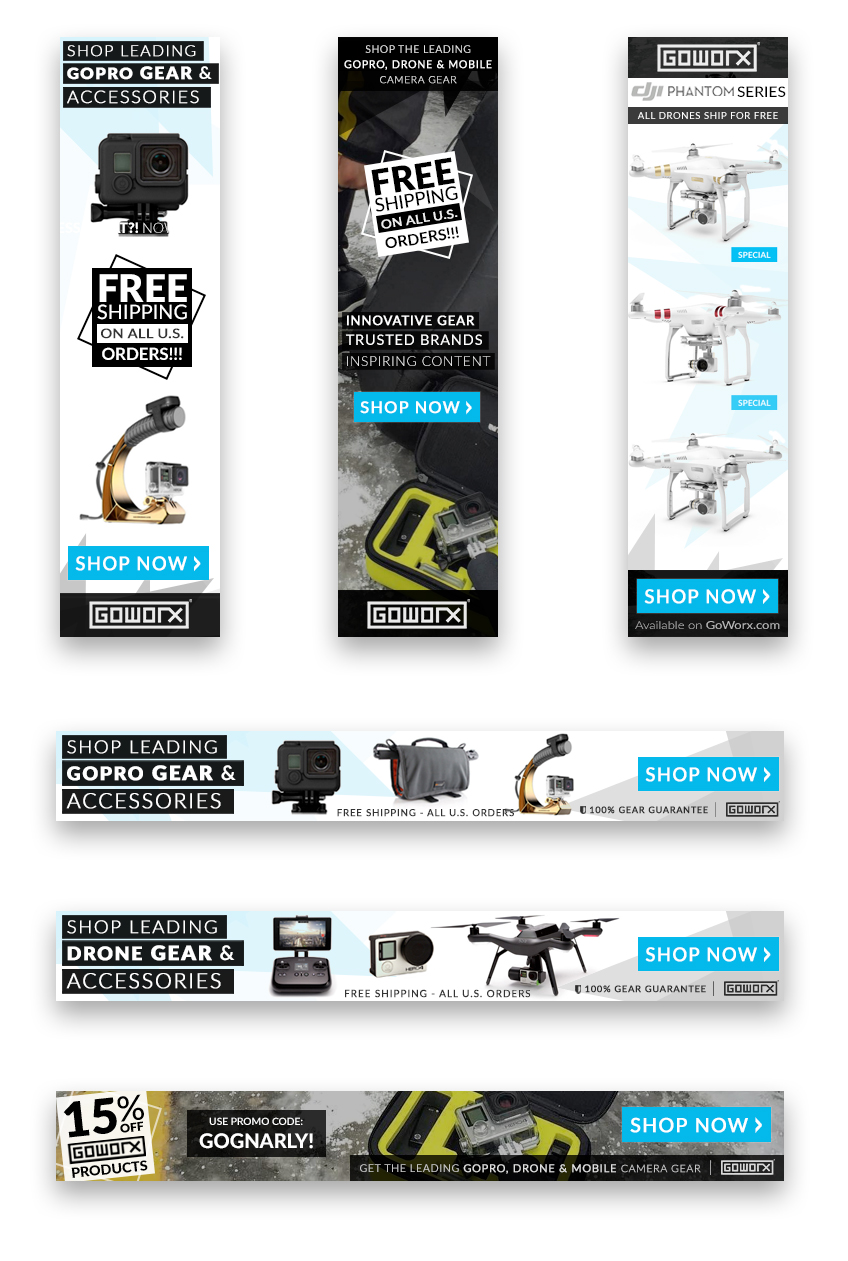 SHOP LEADING
GOPRO GEAR &
ACCESSORIES
T?! NOW
FREE
SHIPPING
ON ALL U.S.
ORDERS!!!
SHOP NOW
GOWORX
SHOP THE LEADING
GOPRO, DRONE & MOBILE
CAMERA GEAR
FREE
SHIPPING
ON ALL U.S.
ORDERS!!!
INNOVATIVE GEAR
TRUSTED BRANDS
INSPIRING CONTENT
SHOP NOW
GOWORX
GOWORX
dji PHANTOM SERIES
ALL DRONES SHIP FOR FREE
SPECIAL
SPECIAL
SHOP NOW
Available on GoWorx.com
SHOP LEADING
GOPRO GEAR &
ACCESSORIES
FREE SHIPPING - ALL U.S. ORDERS
SHOP NOW
100% GEAR GUARANTEE | GOWORX
SHOP LEADING
DRONE GEAR &
ACCESSORIES
HERO4
FREE SHIPPING - ALL U.S. ORDERS
SHOP NOW
100% GEAR GUARANTEE | GOWORX
15% OFF
GOWORX
PRODUCTS
USE PROMO CODE:
GOGNARLY!
SHOP NOW
GET THE LEADING GOPRO, DRONE & MOBILE CAMERA GEAR | GOWORX